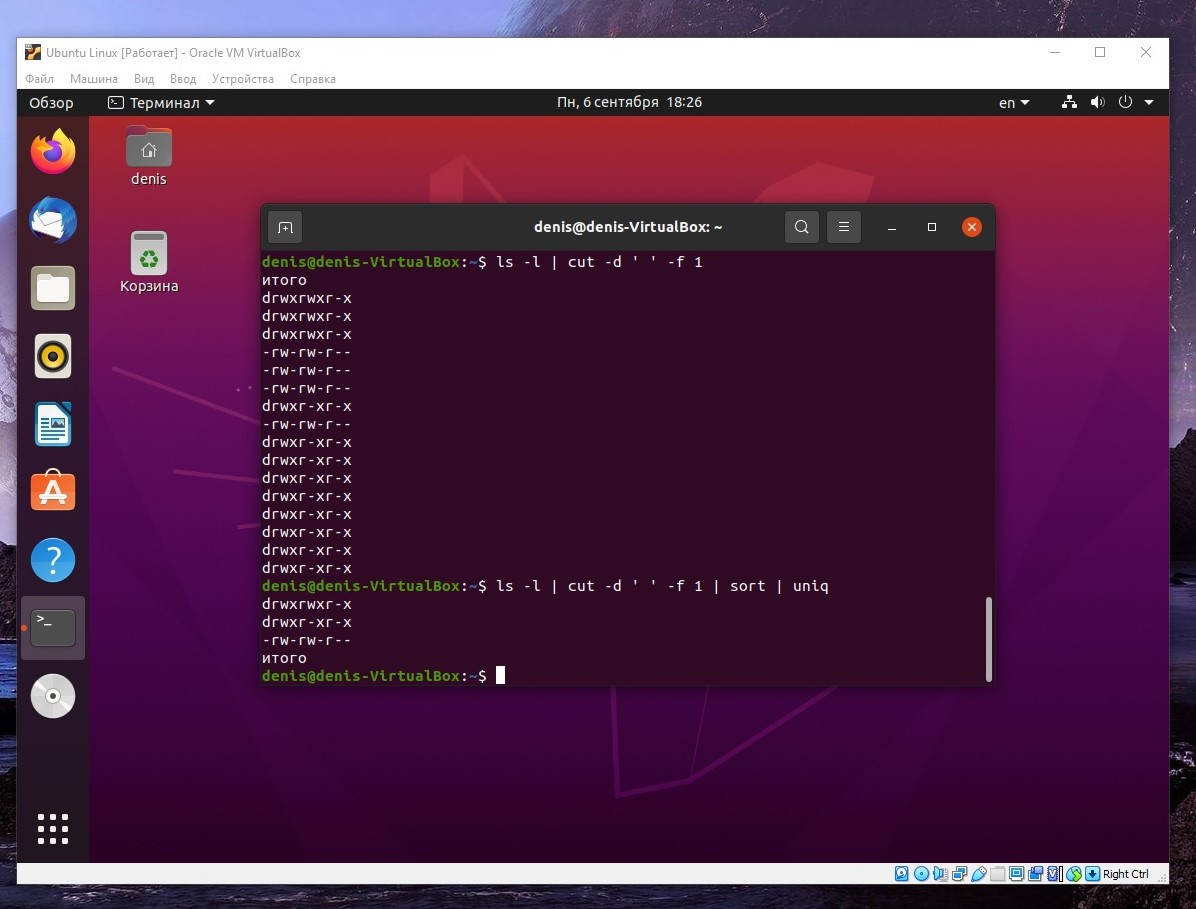 Ubuntu Linux [Работает] - Oracle VM VirtualBox
Файл Машина Вид Ввод Устройства Справка
Обзор Терминал Пн, 6 сентября 18:26 en
denis
Корзина
denis@denis-VirtualBox: ~
denis@denis-VirtualBox:~$ ls -l | cut -d ' ' -f 1
итого
drwxrwxr-x
drwxrwxr-x
drwxrwxr-x
-rw-rw-r--
-rw-rw-r--
-rw-rw-r--
drwxr-xr-x
-rw-rw-r--
drwxr-xr-x
drwxr-xr-x
drwxr-xr-x
drwxr-xr-x
drwxr-xr-x
drwxr-xr-x
drwxr-xr-x
drwxr-xr-x
denis@denis-VirtualBox:~$ ls -l | cut -d ' ' -f 1 | sort | uniq
drwxrwxr-x
drwxr-xr-x
-rw-rw-r--
итого
denis@denis-VirtualBox:~$
Right Ctrl